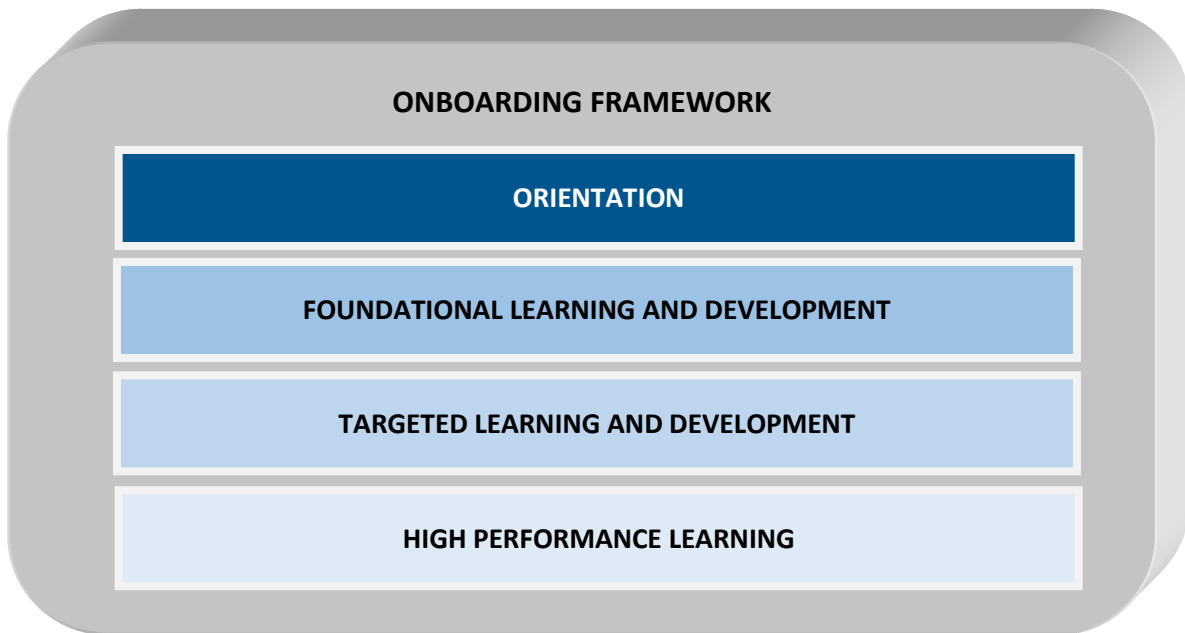 ONBOARDING FRAMEWORK
ORIENTATION
FOUNDATIONAL LEARNING AND DEVELOPMENT
TARGETED LEARNING AND DEVELOPMENT
HIGH PERFORMANCE LEARNING